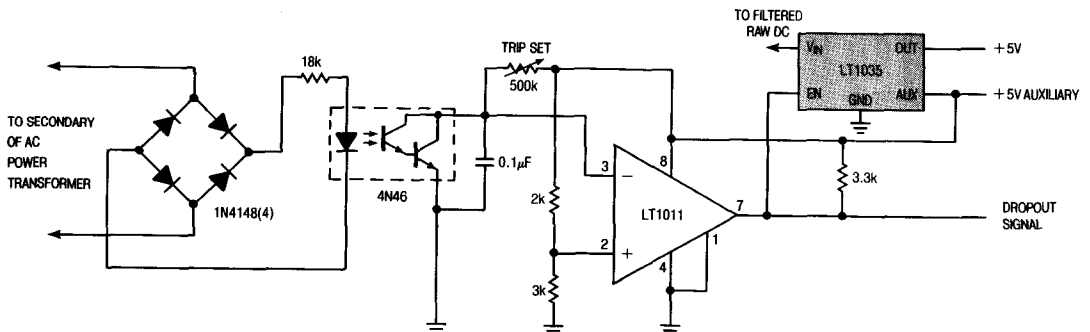 TO FILTERED
RAW DC
VIN
OUT
+5V
LT1035
EN
GND
AUX
+5V AUXILIARY
TRIP SET
500k
18k
TO SECONDARY
OF AC
POWER
TRANSFORMER
1N4148(4)
4N46
0.1μF
3
8
2k
LT1011
7
3.3k
DROPOUT
SIGNAL
2
1
4
3k
−
+